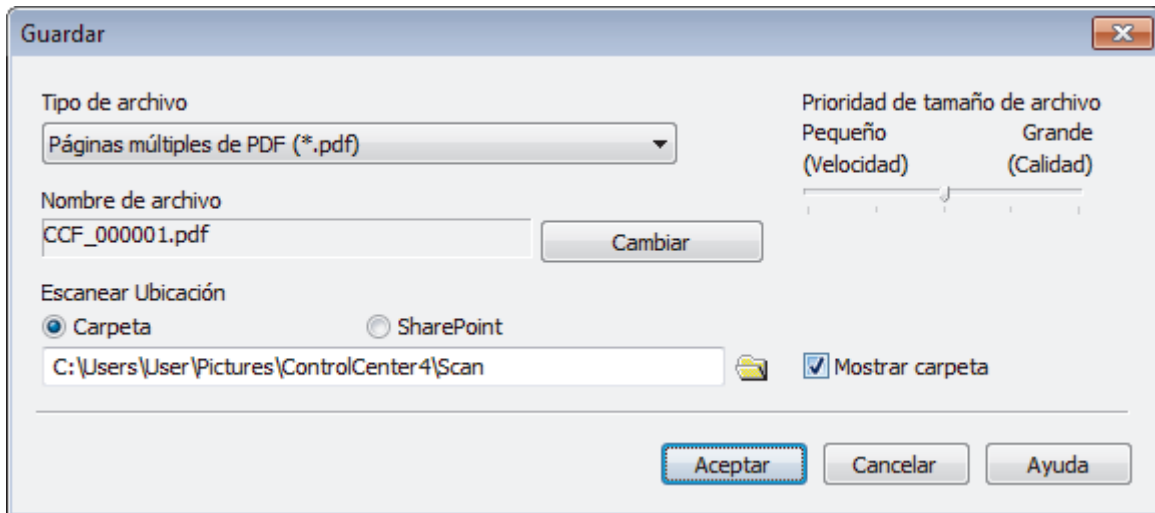 Guardar
Tipo de archivo
Páginas múltiples de PDF (*.pdf)
Prioridad de tamaño de archivo
Pequeño Grande
(Velocidad) (Calidad)
Nombre de archivo
CCF_000001.pdf
Cambiar
Escanear Ubicación
Carpeta SharePoint
C:\Users\User\Pictures\ControlCenter4\Scan
Mostrar carpeta
Aceptar Cancelar Ayuda